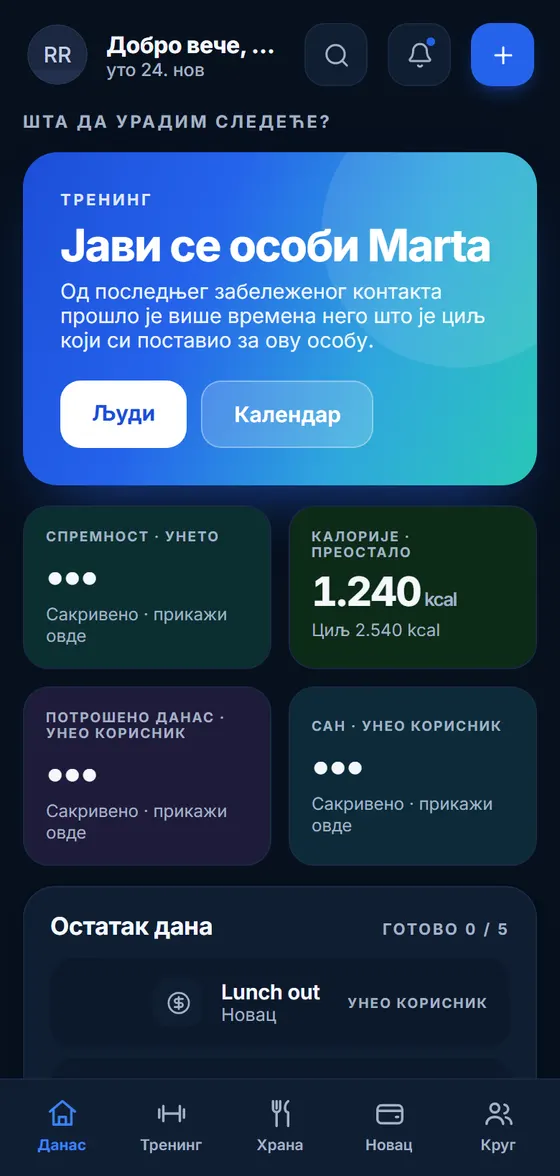 RR
Добро вече, ...
уто 24. нов
ШТА ДА УРАДИМ СЛЕДЕЋЕ?
ТРЕНИНГ
Јави се особи Marta
Од последњег забележеног контакта
прошло је више времена него што је циљ
који си поставио за ову особу.
Људи
Календар
СПРЕМНОСТ · УНЕТО
•••
Сакривено · прикажи
овде
КАЛОРИЈЕ ·
ПРЕОСТАЛО
1.240 kcal
Циљ 2.540 kcal
ПОТРОШЕНО ДАНАС ·
УНЕО КОРИСНИК
•••
Сакривено · прикажи
овде
САН · УНЕО КОРИСНИК
•••
Сакривено · прикажи
овде
Остатак дана
ГОТОВО 0 / 5
Lunch out
Новац
УНЕО КОРИСНИК
Данас
Тренинг
Храна
Новац
Круг